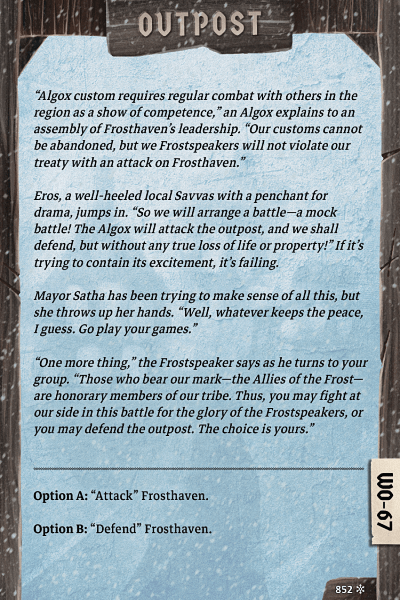 OUTPOST
“Algox custom requires regular combat with others in the
region as a show of competence,” an Algox explains to an
assembly of Frosthaven’s leadership. “Our customs cannot
be abandoned, but we Frostspeakers will not violate our
treaty with an attack on Frosthaven.”
Eros, a well-heeled local Savvas with a penchant for
drama, jumps in. “So we will arrange a battle—a mock
battle! The Algox will attack the outpost, and we shall
defend, but without any true loss of life or property!” If it’s
trying to contain its excitement, it’s failing.
Mayor Satha has been trying to make sense of all this, but
she throws up her hands. “Well, whatever keeps the peace,
I guess. Go play your games.”
“One more thing,” the Frostspeaker says as he turns to your
group. “Those who bear our mark—the Allies of the Frost—
are honorary members of our tribe. Thus, you may fight at
our side in this battle for the glory of the Frostspeakers, or
you may defend the outpost. The choice is yours.”
Option A: “Attack” Frosthaven.
Option B: “Defend” Frosthaven.
WO-67
852